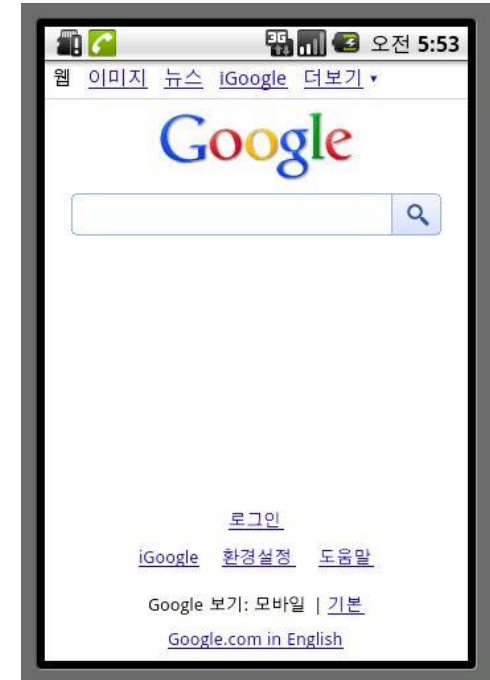 3G 오전 5:53
웹 이미지 뉴스 iGoogle 더보기 ▾
Google
로그인
iGoogle 환경설정 도움말
Google 보기: 모바일 | 기본
Google.com in English